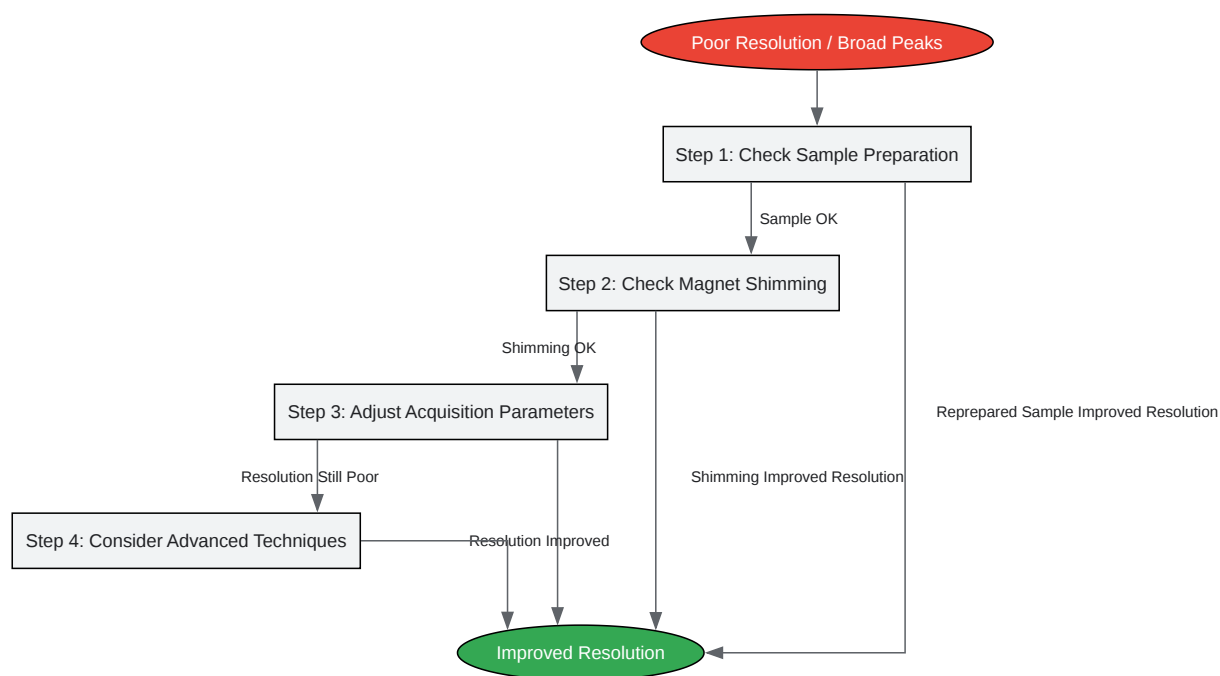 Poor Resolution / Broad Peaks
Step 1: Check Sample Preparation
Sample OK
Step 2: Check Magnet Shimming
Shimming OK
Step 3: Adjust Acquisition Parameters
Reprepared Sample Improved Resolution
Resolution Still Poor
Shimming Improved Resolution
Step 4: Consider Advanced Techniques
Resolution Improved
Improved Resolution